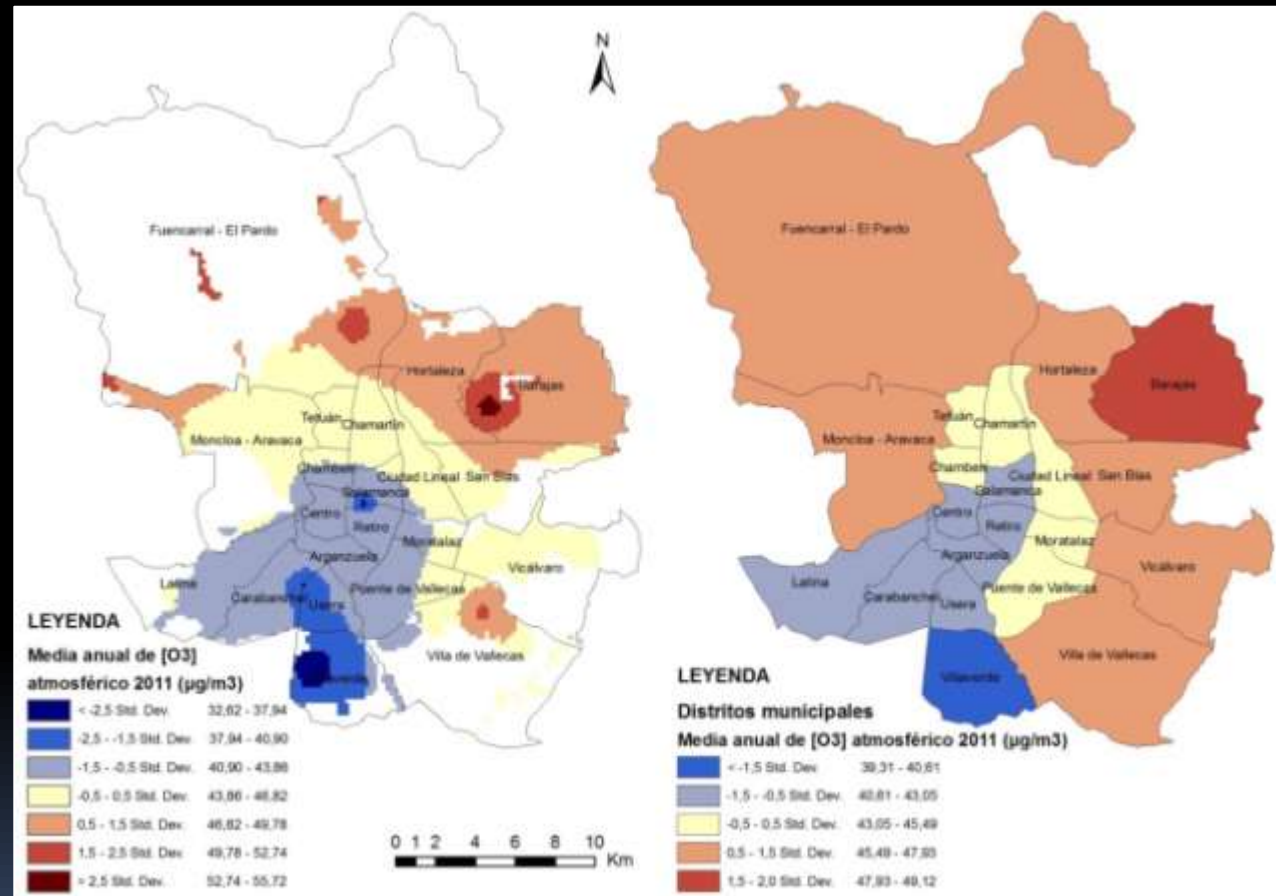 N
Fuencarral - El Pardo
Hortaleza
Barajas
Tetuán
Chamartín
Moncloa - Aravaca
Chamberí
Ciudad Lineal
San Blas
Salamanca
Centro
Retiro
Moratalaz
Arganzuela
Vicálvaro
Latina
Puente de Vallecas
Carabanchel
Usera
Villa de Vallecas
LEYENDA
Media anual de [O3]
atmosférico 2011 (µg/m3)
< -2,5 Std. Dev. 32,62 - 37,94
-2,5 - -1,5 Std. Dev. 37,94 - 40,90
-1,5 - -0,5 Std. Dev. 40,90 - 43,86
-0,5 - 0,5 Std. Dev. 43,86 - 46,82
0,5 - 1,5 Std. Dev. 46,82 - 49,78
1,5 - 2,5 Std. Dev. 49,78 - 52,74
> 2,5 Std. Dev. 52,74 - 55,72
0 1 2 4 6 8 10
Km
Fuencarral - El Pardo
Hortaleza
Barajas
Tetuán
Chamartín
Moncloa - Aravaca
Chamberí
Ciudad Lineal
San Blas
Salamanca
Centro
Retiro
Moratalaz
Arganzuela
Vicálvaro
Latina
Puente de Vallecas
Carabanchel
Usera
Villa de Vallecas
Villaverde
LEYENDA
Distritos municipales
Media anual de [O3] atmosférico 2011 (µg/m3)
< -1,5 Std. Dev. 39,31 - 40,61
-1,5 - -0,5 Std. Dev. 40,61 - 43,05
-0,5 - 0,5 Std. Dev. 43,05 - 45,49
0,5 - 1,5 Std. Dev. 45,49 - 47,93
1,5 - 2,0 Std. Dev. 47,93 - 49,12